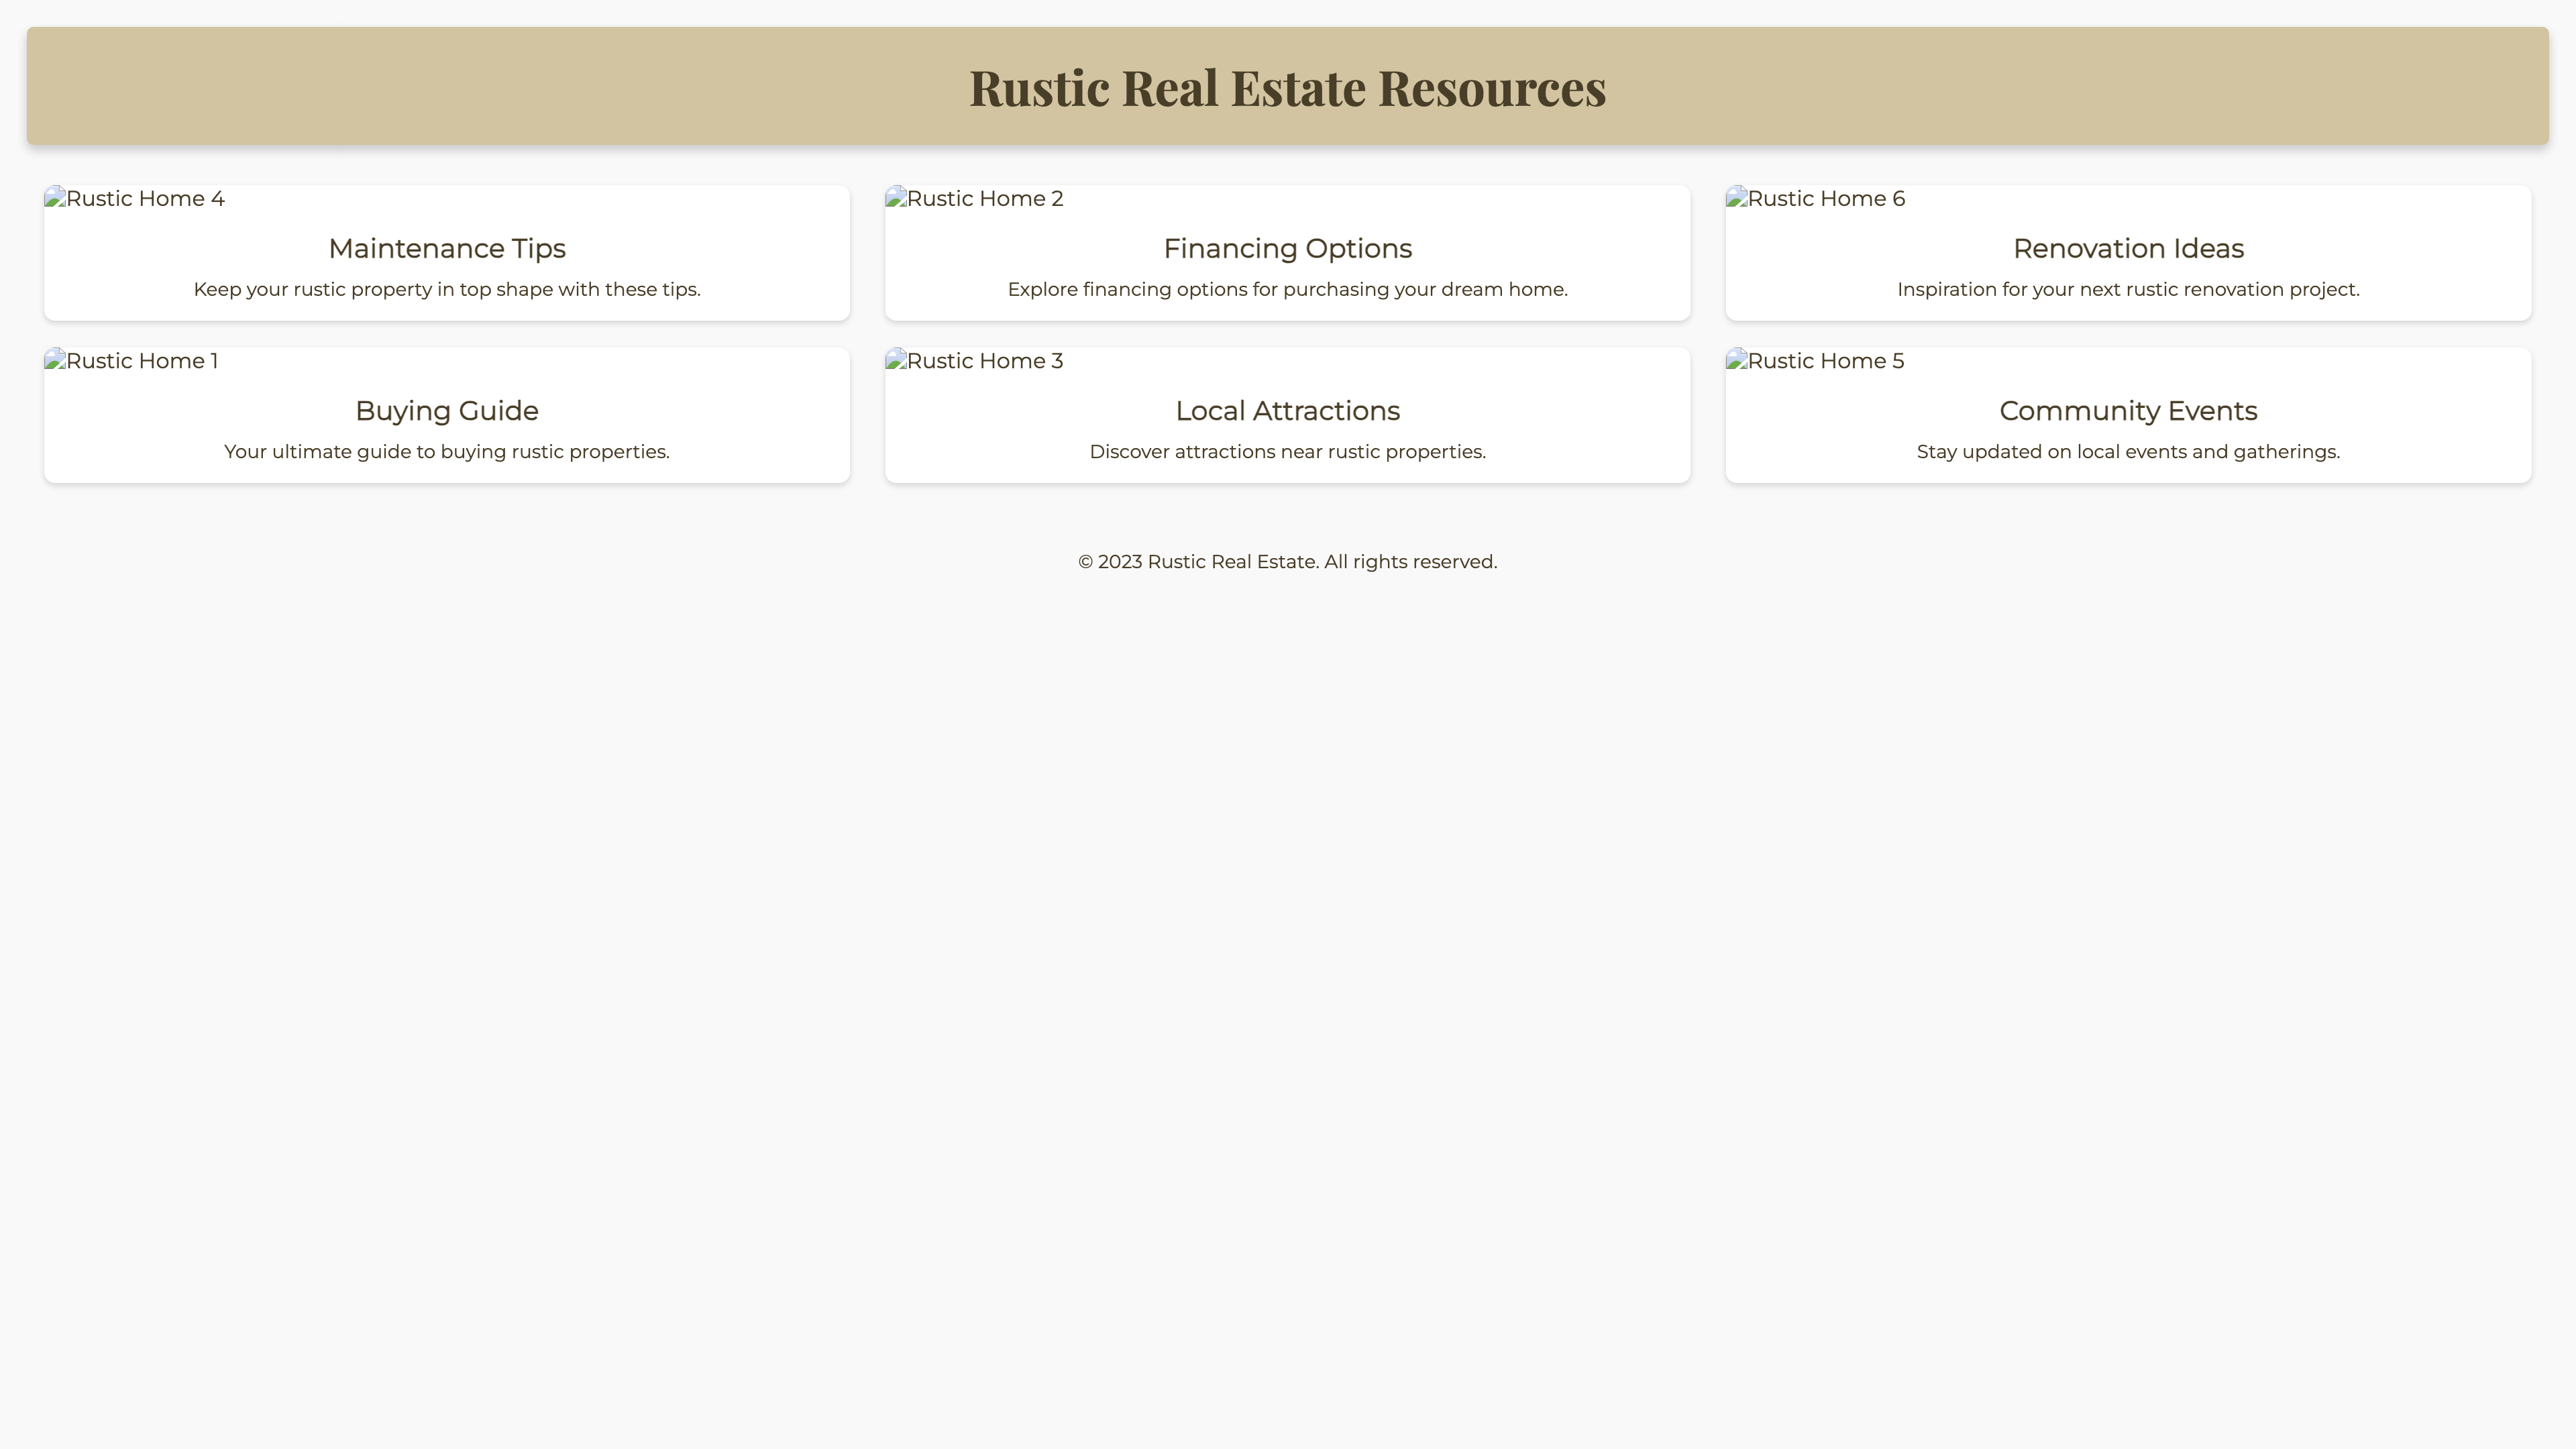 Rustic Real Estate Resources
Rustic Home 4
Maintenance Tips
Keep your rustic property in top shape with these tips.
Rustic Home 2
Financing Options
Explore financing options for purchasing your dream home.
Rustic Home 6
Renovation Ideas
Inspiration for your next rustic renovation project.
Rustic Home 1
Buying Guide
Your ultimate guide to buying rustic properties.
Rustic Home 3
Local Attractions
Discover attractions near rustic properties.
Rustic Home 5
Community Events
Stay updated on local events and gatherings.
© 2023 Rustic Real Estate. All rights reserved.